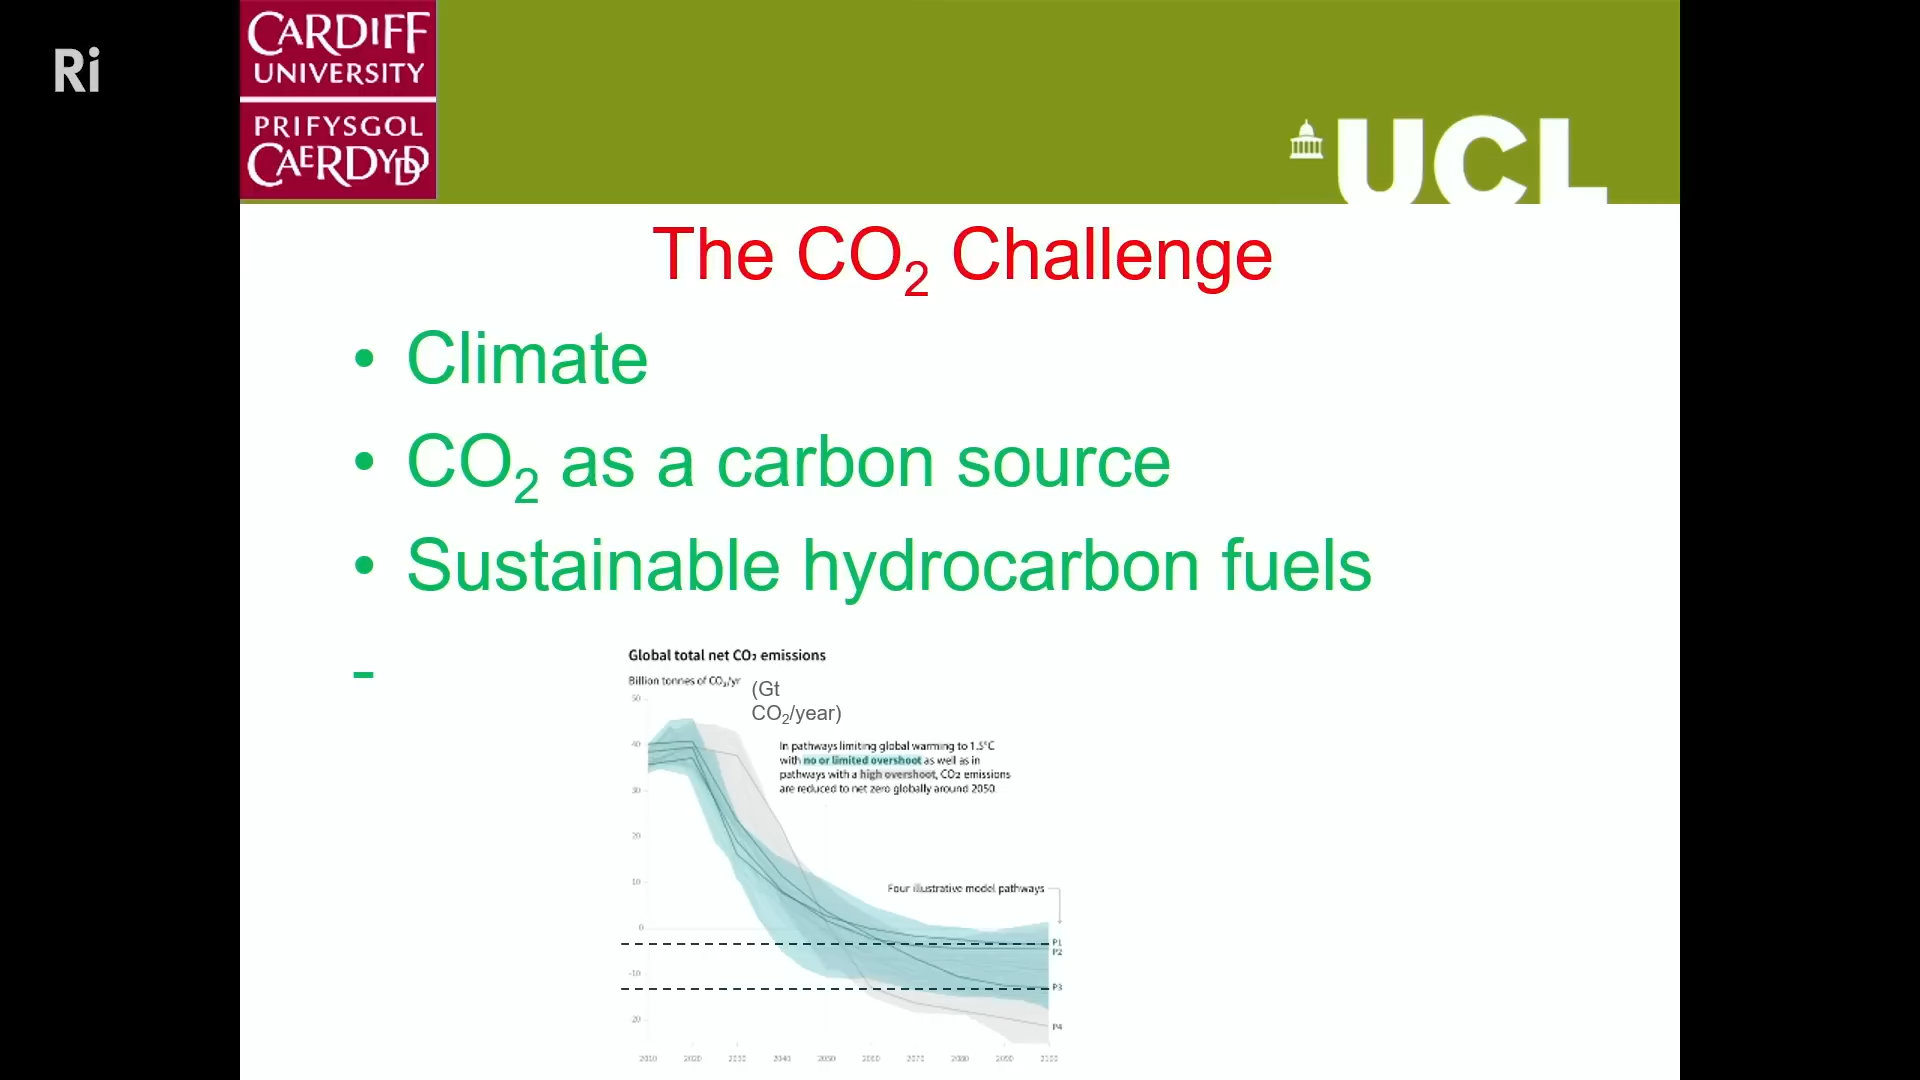 Ri
CARDIFF
UNIVERSITY
PRIFYSGOL
CAERDYDD
UCL
The CO₂ Challenge
• Climate
• CO₂ as a carbon source
• Sustainable hydrocarbon fuels
-
Global total net CO₂ emissions
Billion tonnes of CO₂/yr
(Gt
CO₂/year)
50
40
30
20
10
0
-10
20
In pathways limiting global warming to 1.5°C
with no or limited overshoot as well as in
pathways with a high overshoot, CO₂ emissions
are reduced to net zero globally around 2050.
Four illustrative model pathways
P1
P2
P3
P4
2010 2020 2030 2040 2050 2060 2070 2080 2090 2100